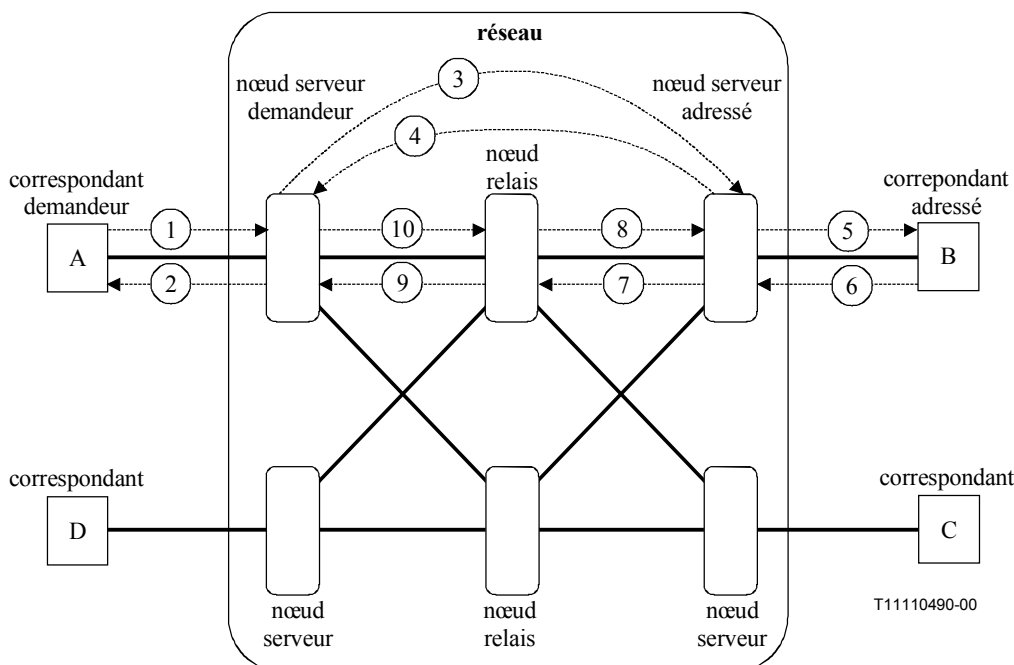 réseau
nœud serveur
demandeur
3
nœud serveur
adressé
4
nœud
relais
correspondant
demandeur
correpondant
adressé
1
10
8
5
A
B
2
9
7
6
correspondant
correspondant
D
C
nœud
serveur
nœud
relais
nœud
serveur
T11110490-00